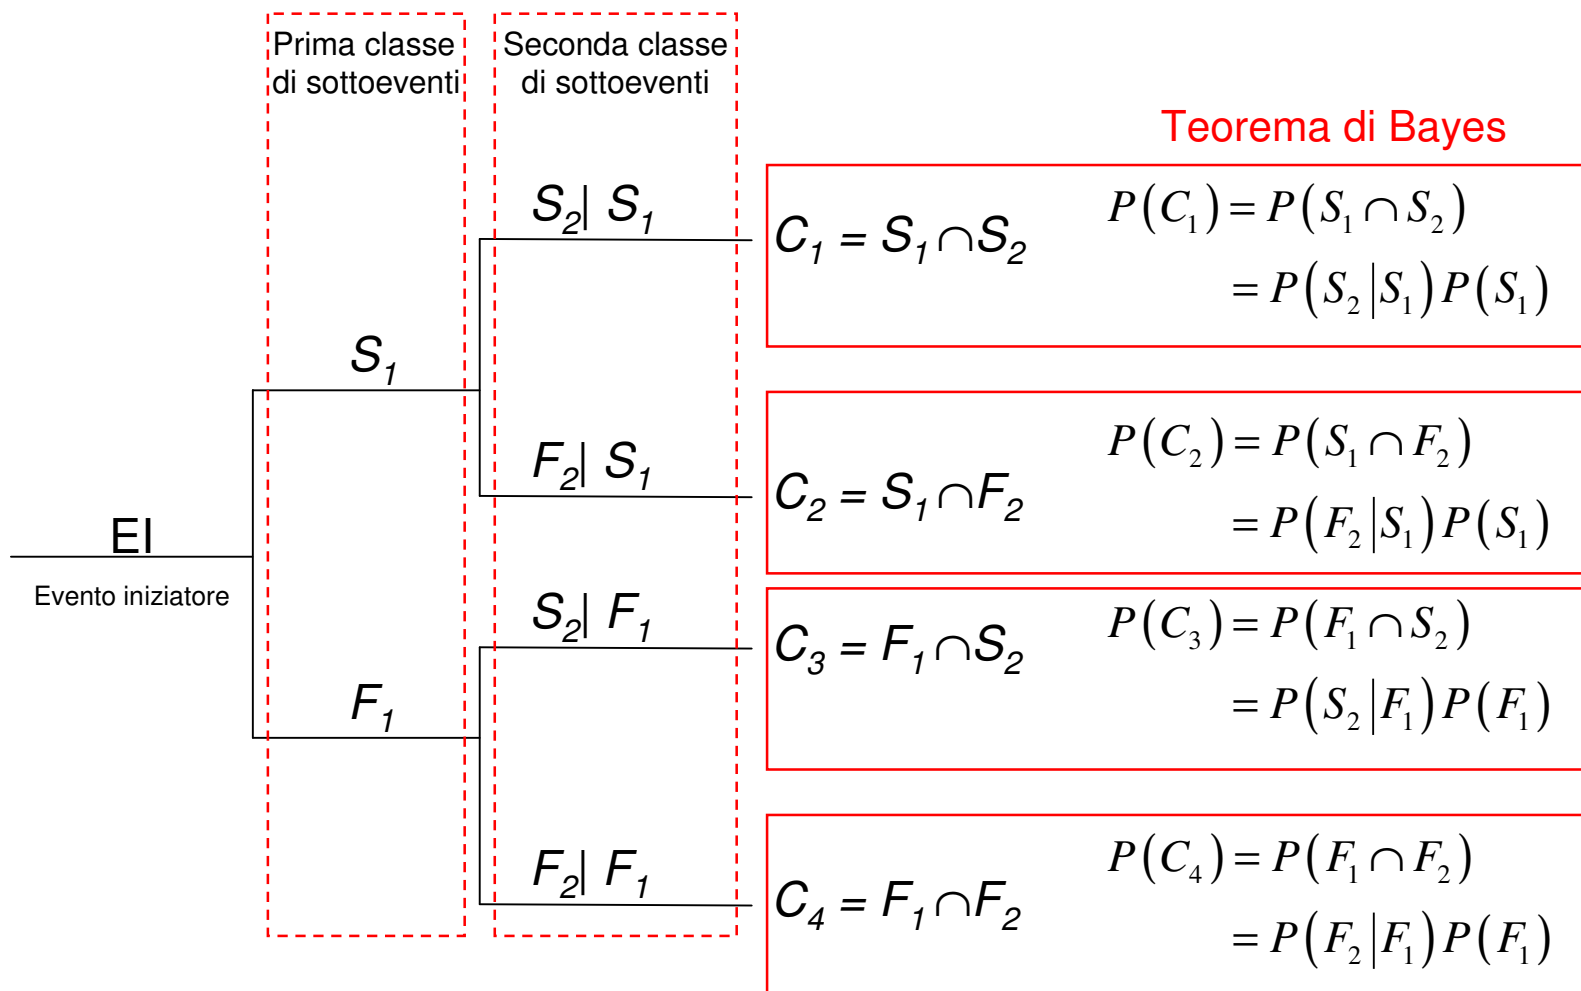 Prima classe
di sottoeventi
Seconda classe
di sottoeventi
Teorema di Bayes
EI
Evento iniziatore
S₁
F₁
S₂| S₁
F₂| S₁
S₂| F₁
F₂| F₁
C₁ = S₁ ∩ S₂
P(C₁) = P(S₁ ∩ S₂)
= P(S₂|S₁)P(S₁)
C₂ = S₁ ∩ F₂
P(C₂) = P(S₁ ∩ F₂)
= P(F₂|S₁)P(S₁)
C₃ = F₁ ∩ S₂
P(C₃) = P(F₁ ∩ S₂)
= P(S₂|F₁)P(F₁)
C₄ = F₁ ∩ F₂
P(C₄) = P(F₁ ∩ F₂)
= P(F₂|F₁)P(F₁)